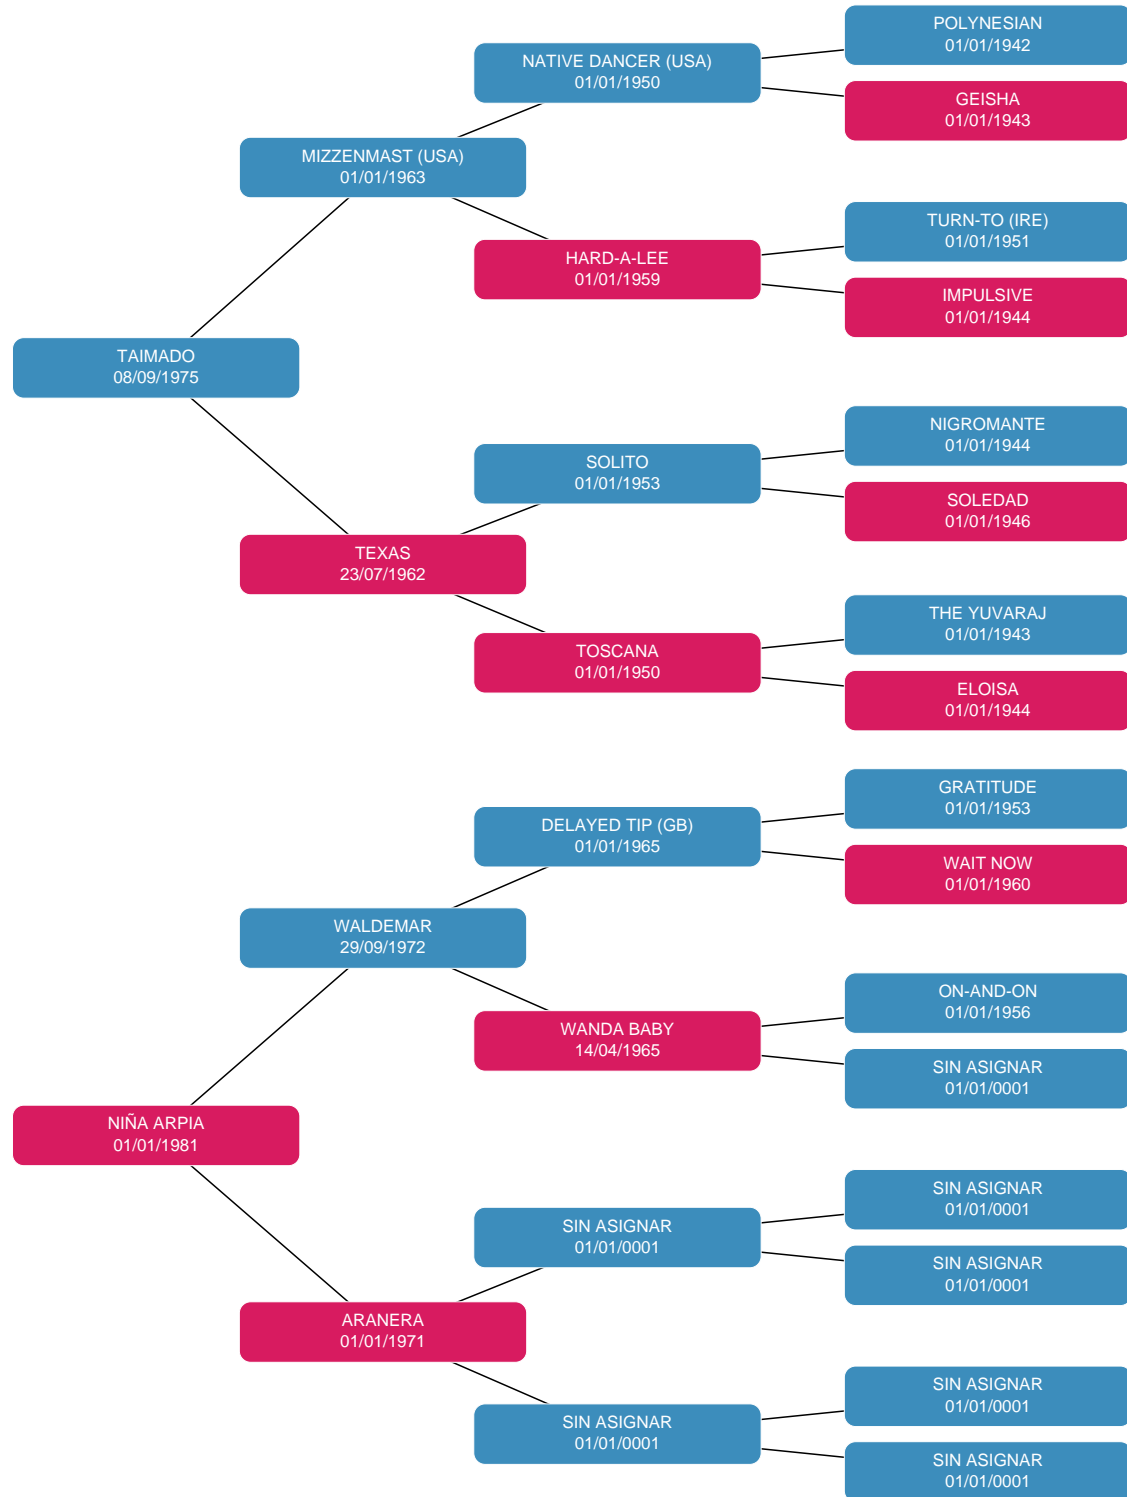 POLYNESIAN
01/01/1942
NATIVE DANCER (USA)
01/01/1950
GEISHA
01/01/1943
MIZZENMAST (USA)
01/01/1963
TURN-TO (IRE)
01/01/1951
HARD-A-LEE
01/01/1959
IMPULSIVE
01/01/1944
TAIMADO
08/09/1975
NIGROMANTE
01/01/1944
SOLITO
01/01/1953
SOLEDAD
01/01/1946
TEXAS
23/07/1962
THE YUVARAJ
01/01/1943
TOSCANA
01/01/1950
ELOISA
01/01/1944
GRATITUDE
01/01/1953
DELAYED TIP (GB)
01/01/1965
WAIT NOW
01/01/1960
WALDEMAR
29/09/1972
ON-AND-ON
01/01/1956
WANDA BABY
14/04/1965
SIN ASIGNAR
01/01/0001
NIÑA ARPIA
01/01/1981
SIN ASIGNAR
01/01/0001
SIN ASIGNAR
01/01/0001
SIN ASIGNAR
01/01/0001
ARANERA
01/01/1971
SIN ASIGNAR
01/01/0001
SIN ASIGNAR
01/01/0001
SIN ASIGNAR
01/01/0001